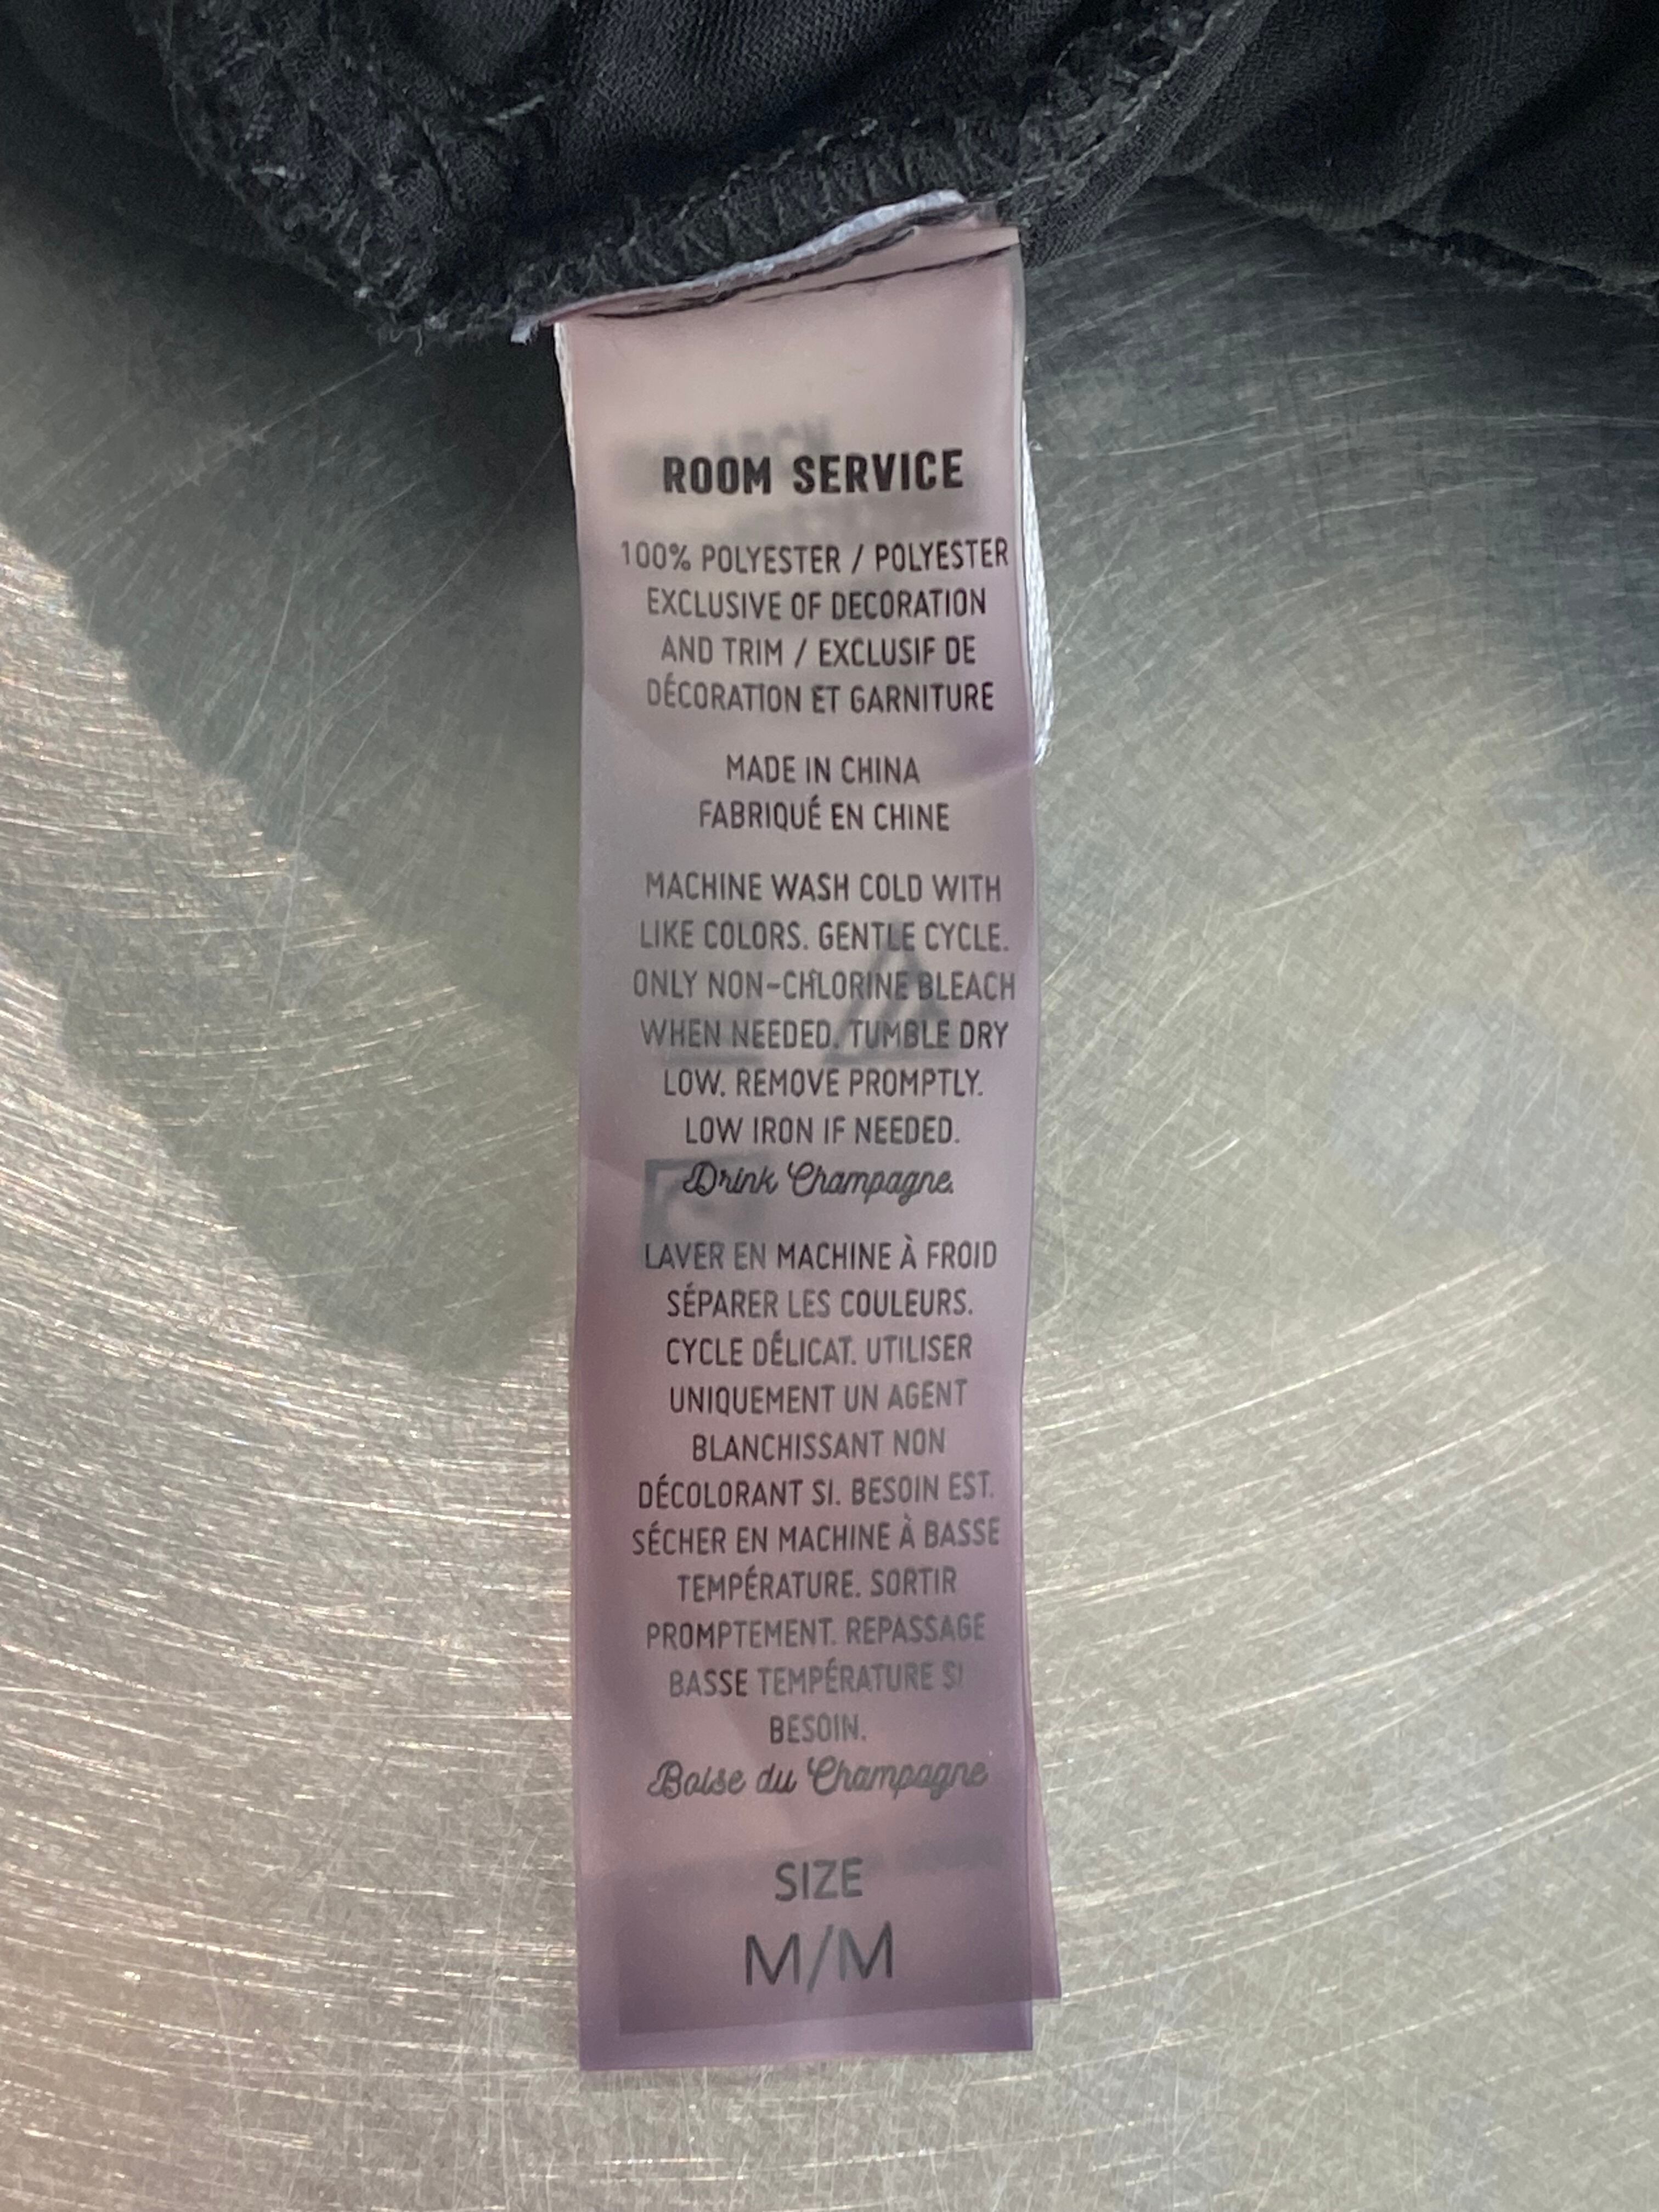 ROOM SERVICE
100% POLYESTER / POLYESTER
EXCLUSIVE OF DECORATION
AND TRIM / EXCLUSIF DE
DÉCORATION ET GARNITURE
MADE IN CHINA
FABRIQUÉ EN CHINE
MACHINE WASH COLD WITH
LIKE COLORS. GENTLE CYCLE.
ONLY NON-CHLORINE BLEACH
WHEN NEEDED. TUMBLE DRY
LOW. REMOVE PROMPTLY.
LOW IRON IF NEEDED.
Drink Champagne.
LAVER EN MACHINE À FROID
SÉPARER LES COULEURS.
CYCLE DÉLICAT. UTILISER
UNIQUEMENT UN AGENT
BLANCHISSANT NON
DÉCOLORANT SI. BESOIN EST.
SÉCHER EN MACHINE À BASSE
TEMPÉRATURE. SORTIR
PROMPTEMENT. REPASSAGE
BASSE TEMPÉRATURE SI
BESOIN.
Boise du Champagne
SIZE
M/M